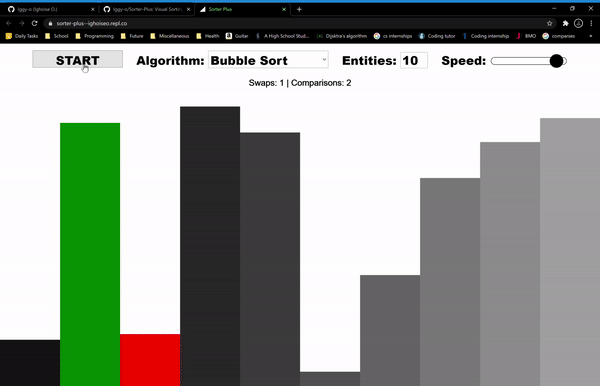 Iggy-o (Ighoise O.)
Iggy-o/Sorter-Plus: Visual Sortin
Sorter Plus
sorter-plus--ighoiseo.repl.co
Daily Tasks School Programming Future Miscellaneous Health Guitar A High School Stud... Dijsktra's algorithm cs internships Coding tutor Coding internship BMO companies
START Algorithm: Bubble Sort Entities: 10 Speed:
Swaps: 1 | Comparisons: 2